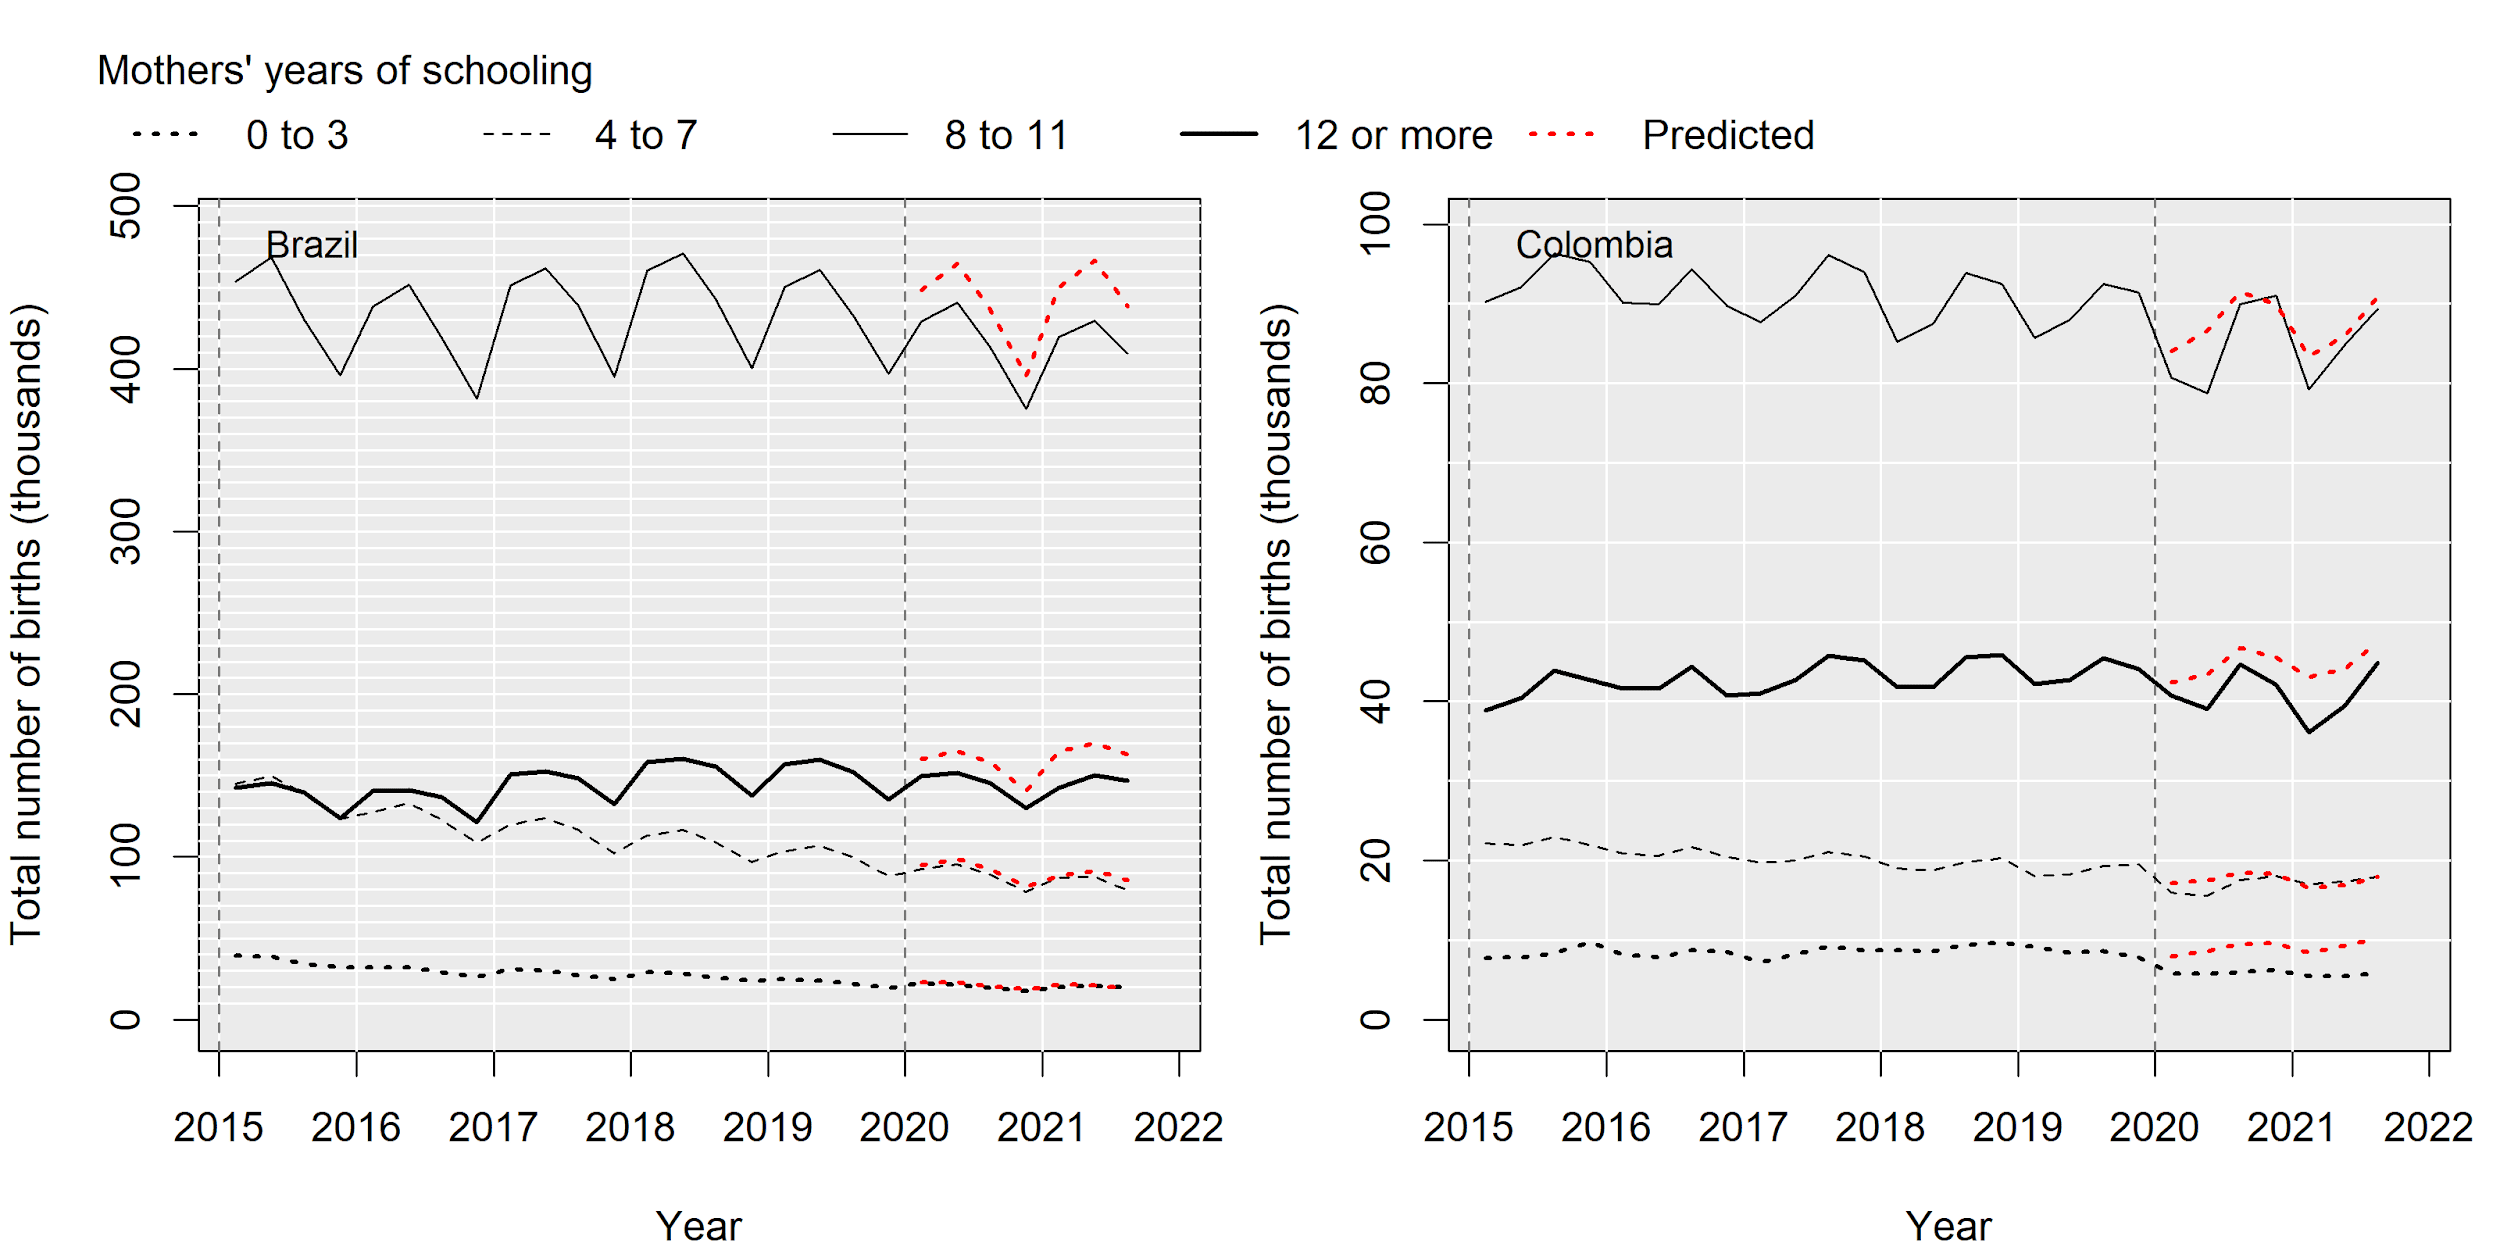 Mothers' years of schooling
0 to 3
4 to 7
8 to 11
12 or more
Predicted
Total number of births (thousands)
500
400
300
200
100
0
Brazil
2015
2016
2017
2018
2019
2020
2021
2022
Year
Total number of births (thousands)
100
80
60
40
20
0
Colombia
2015
2016
2017
2018
2019
2020
2021
2022
Year